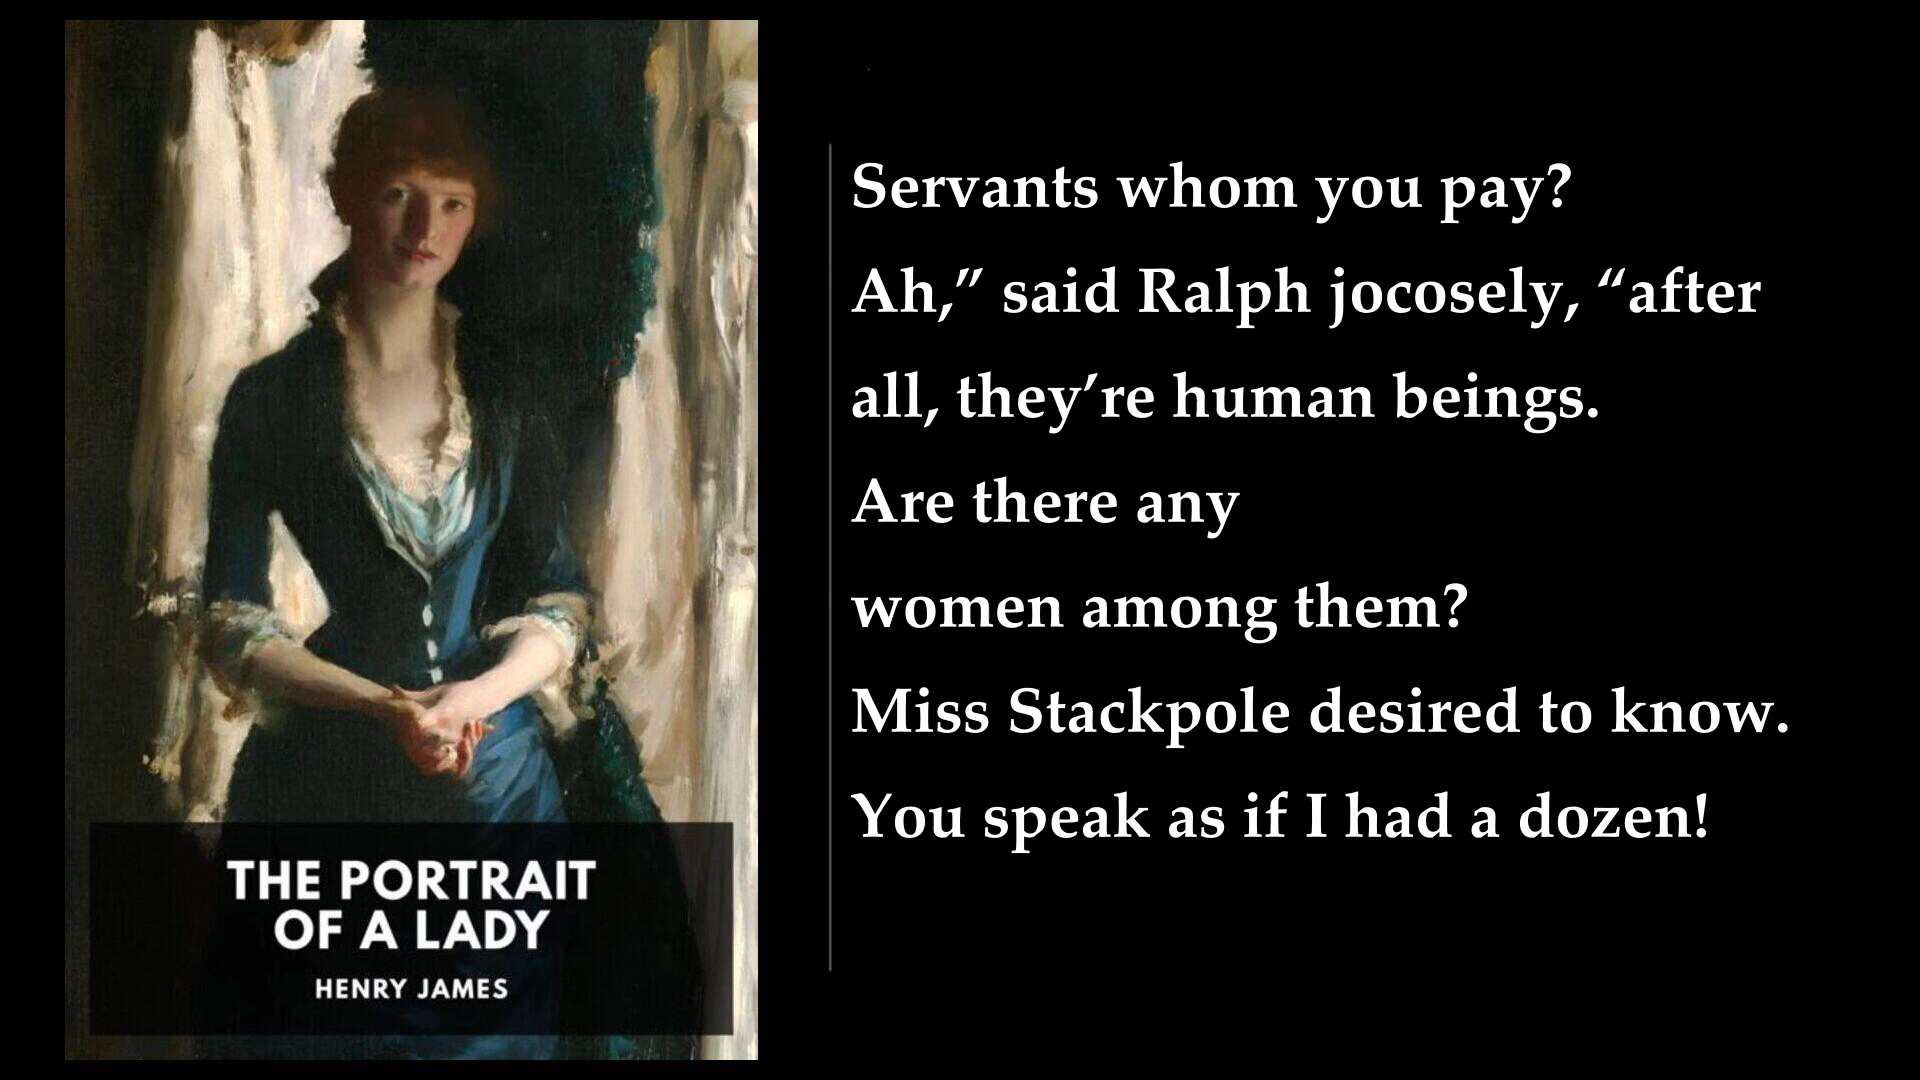 THE PORTRAIT
OF A LADY
HENRY JAMES
Servants whom you pay?
Ah,” said Ralph jocosely, “after
all, they’re human beings.
Are there any
women among them?
Miss Stackpole desired to know.
You speak as if I had a dozen!